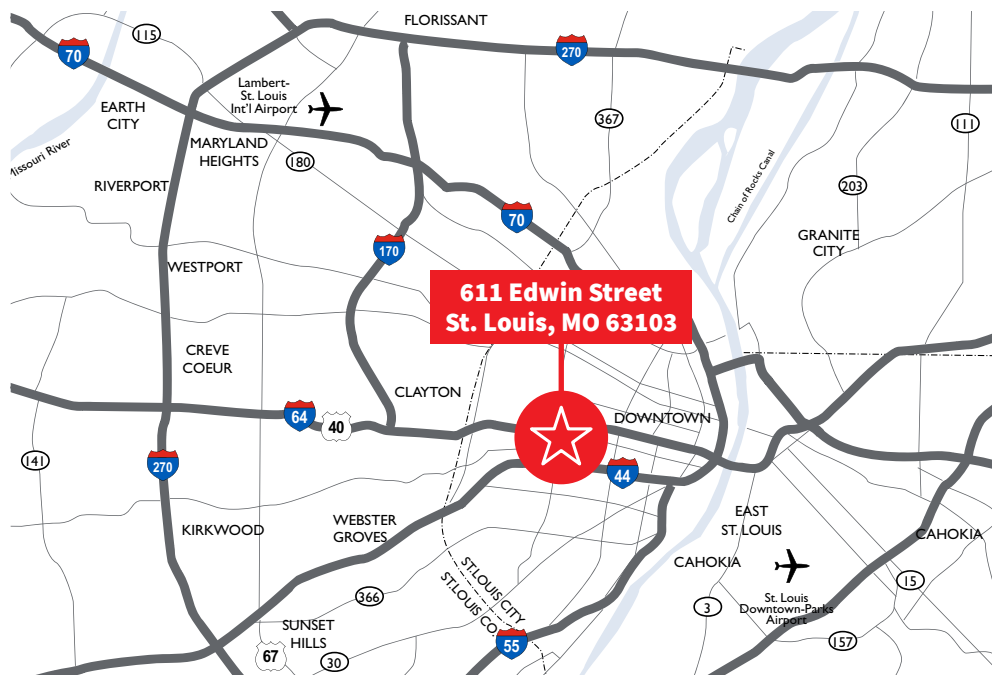 FLORISSANT
115
70
270
Lambert-
St. Louis
Int'l Airport
EARTH
CITY
367
111
MARYLAND
HEIGHTS
180
Missouri River
RIVERPORT
203
Chain of Rocks Canal
70
GRANITE
CITY
170
WESTPORT
611 Edwin Street
St. Louis, MO 63103
CREVE
COEUR
CLAYTON
64
40
DOWNTOWN
141
270
44
KIRKWOOD
WEBSTER
GROVES
EAST
ST. LOUIS
CAHOKIA
CAHOKIA
ST.LOUIS CITY
ST.LOUIS CO.
366
3
St. Louis
Downtown-Parks
Airport
15
SUNSET
HILLS
67
30
55
157